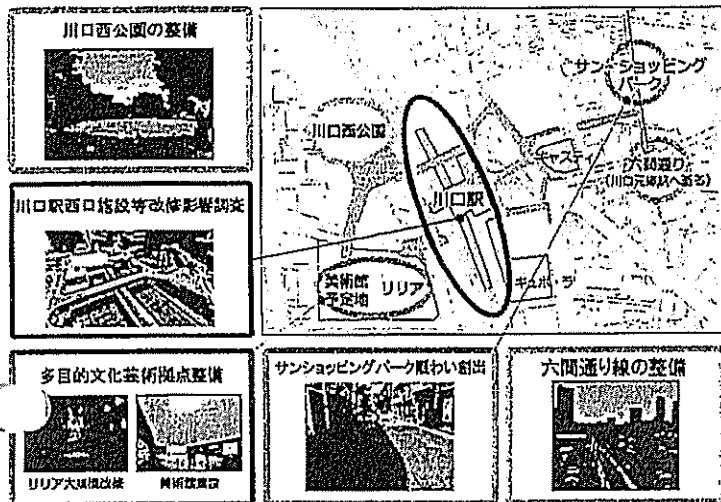 川口西公園の整備
川口駅西口施設等改修影響調査
多目的文化芸術拠点整備
リリア大規模改修
美術館建設
サンショッピングパーク賑わい創出
六間通り線の整備
サンショッピング
パーク
川口西公園
キャスティ
六間通り
(川口元郷駅へ至る)
川口駅
美術館
予定地
リリア
キュポ・ラ